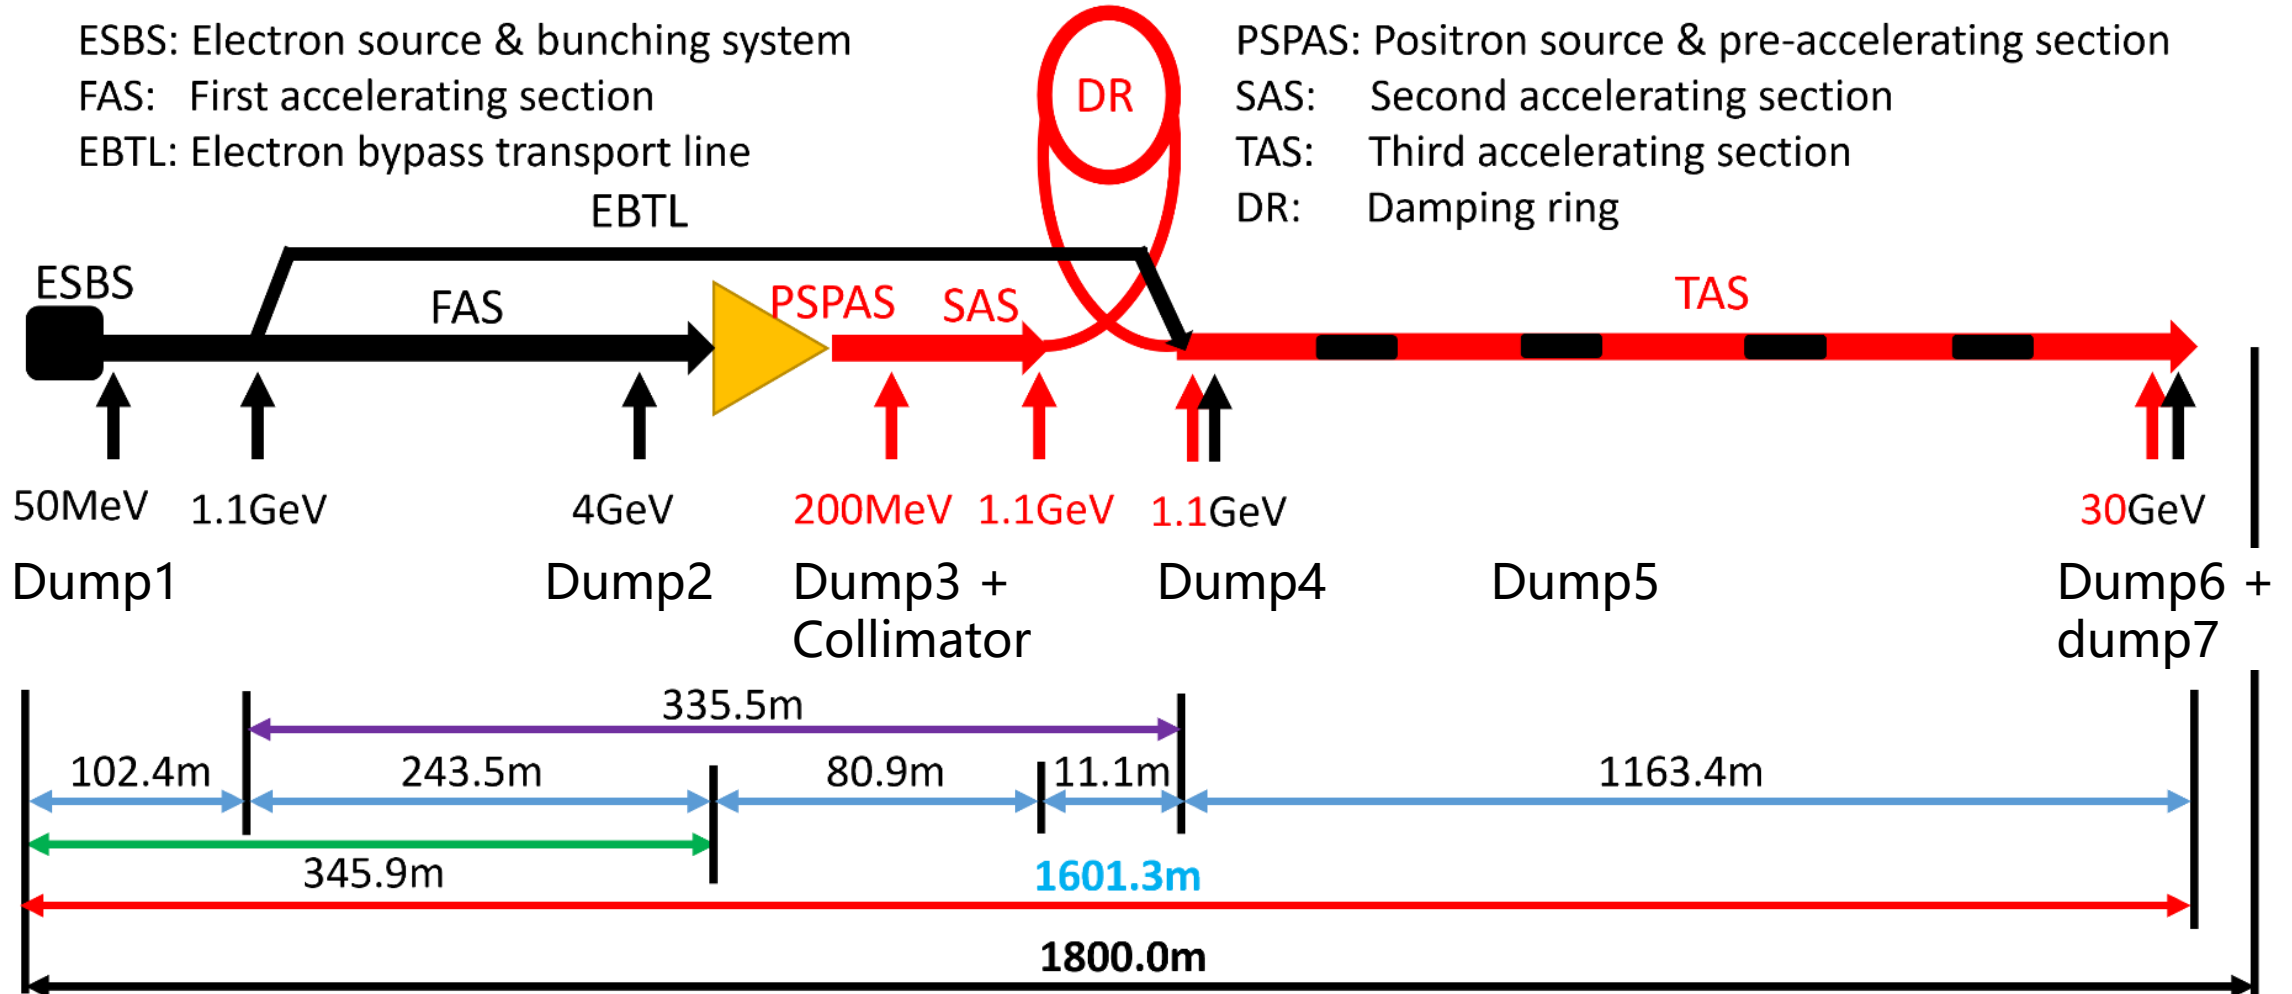 ESBS: Electron source & bunching system
FAS: First accelerating section
EBTL: Electron bypass transport line
PSPAS: Positron source & pre-accelerating section
SAS: Second accelerating section
TAS: Third accelerating section
DR: Damping ring
DR
EBTL
ESBS
FAS
PSPAS
SAS
TAS
50MeV
1.1GeV
4GeV
200MeV
1.1GeV
1.1GeV
30GeV
Dump1
Dump2
Dump3 +
Collimator
Dump4
Dump5
Dump6 +
dump7
335.5m
102.4m
243.5m
80.9m
11.1m
1163.4m
345.9m
1601.3m
1800.0m